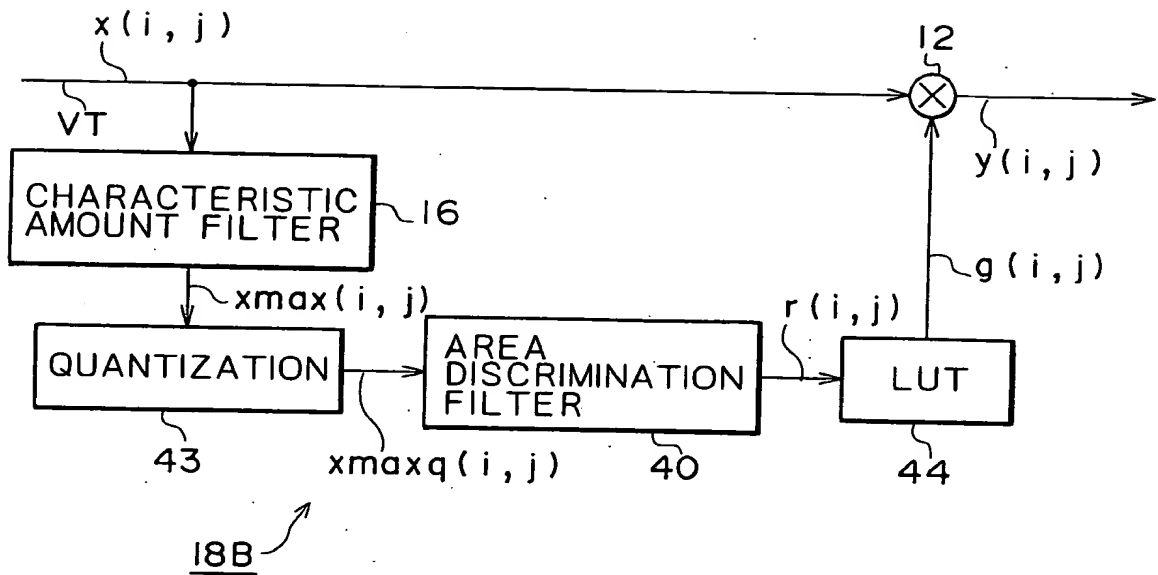 x(i,j)
12
VT
y(i,j)
CHARACTERISTIC
AMOUNT FILTER
16
g(i,j)
xmax(i,j)
r(i,j)
QUANTIZATION
AREA
DISCRIMINATION
FILTER
LUT
43
xmaxq(i,j)
40
44
18B